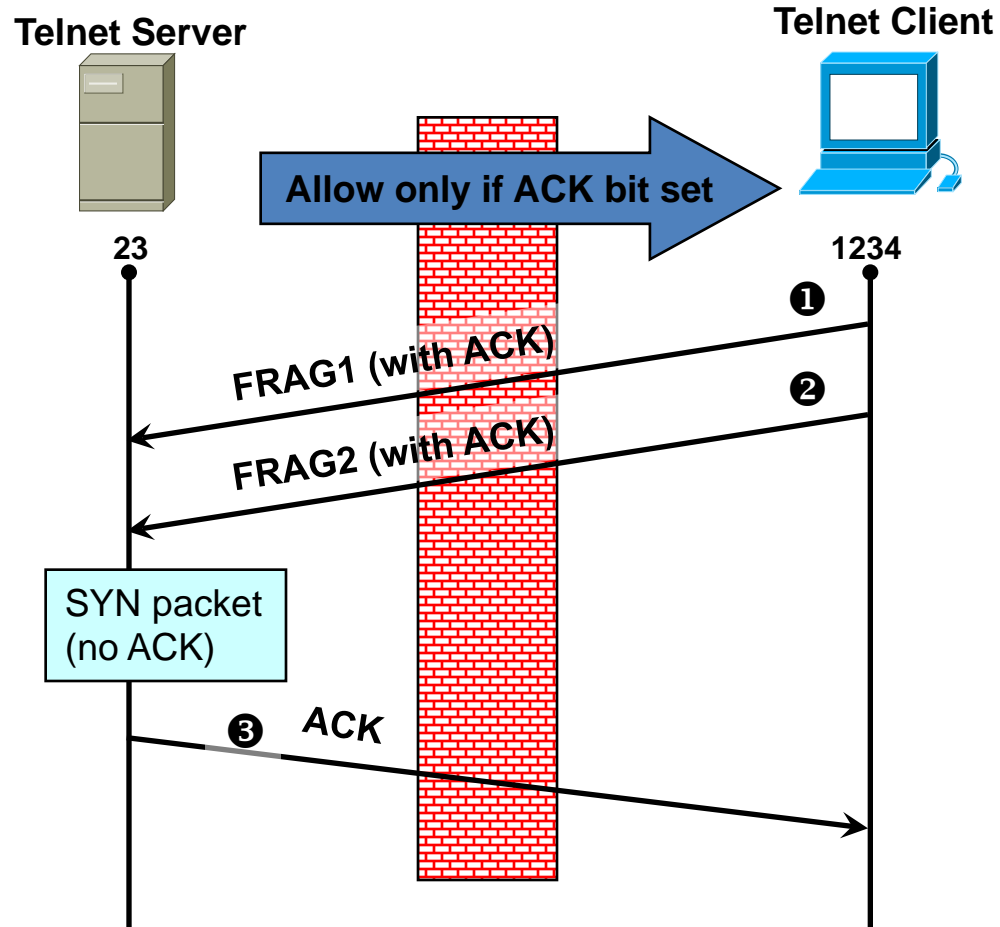 Telnet Server
Telnet Client
Allow only if ACK bit set
23
1234
❶
FRAG1 (with ACK)
❷
FRAG2 (with ACK)
SYN packet
(no ACK)
❸
ACK